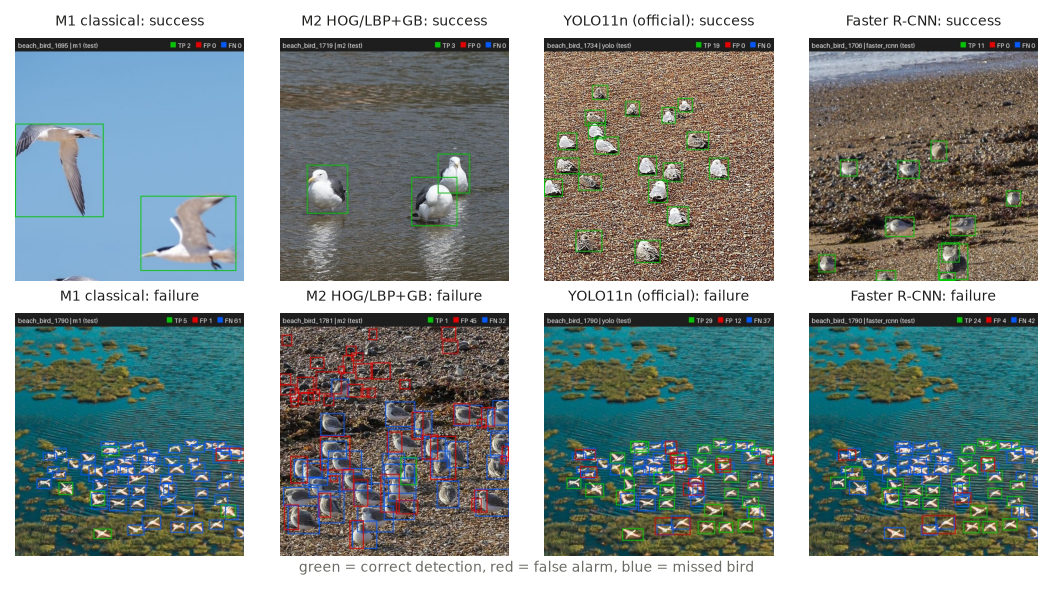 M1 classical: success
M2 HOG/LBP+GB: success
YOLO11n (official): success
Faster R-CNN: success
beach_bird_1695 | m1 (test) TP 2 FP 0 FN 0
beach_bird_1719 | m2 (test) TP 3 FP 0 FN 0
beach_bird_1734 | yolo (test) TP 19 FP 0 FN 0
beach_bird_1706 | faster_rcnn (test) TP 11 FP 0 FN 0
M1 classical: failure
M2 HOG/LBP+GB: failure
YOLO11n (official): failure
Faster R-CNN: failure
beach_bird_1790 | m1 (test) TP 5 FP 1 FN 61
beach_bird_1781 | m2 (test) TP 1 FP 45 FN 32
beach_bird_1790 | yolo (test) TP 29 FP 12 FN 37
beach_bird_1790 | faster_rcnn (test) TP 24 FP 4 FN 42
green = correct detection, red = false alarm, blue = missed bird